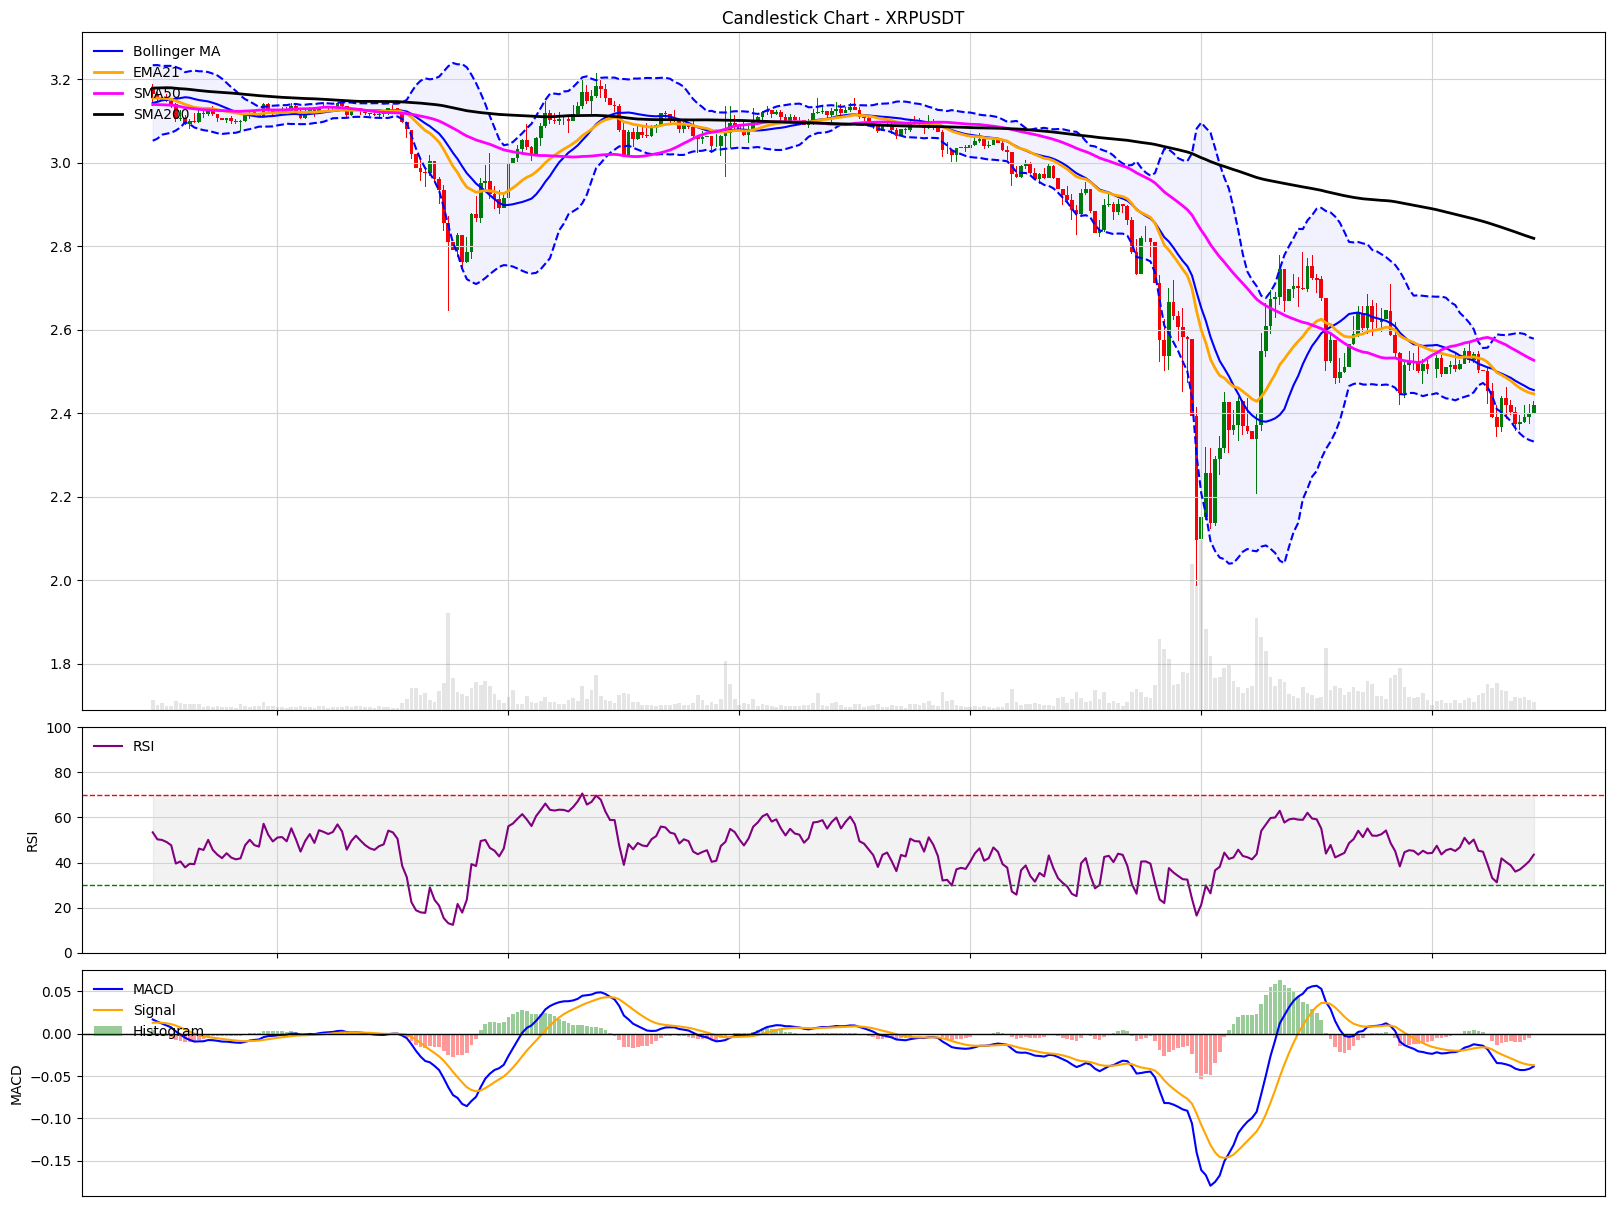 Candlestick Chart - XRPUSDT
Bollinger MA
EMA21
SMA50
SMA200
3.2
3.0
2.8
2.6
2.4
2.2
2.0
1.8
RSI
100
80
60
40
20
0
RSI
MACD
Signal
Histogram
0.05
0.00
−0.05
−0.10
−0.15
MACD